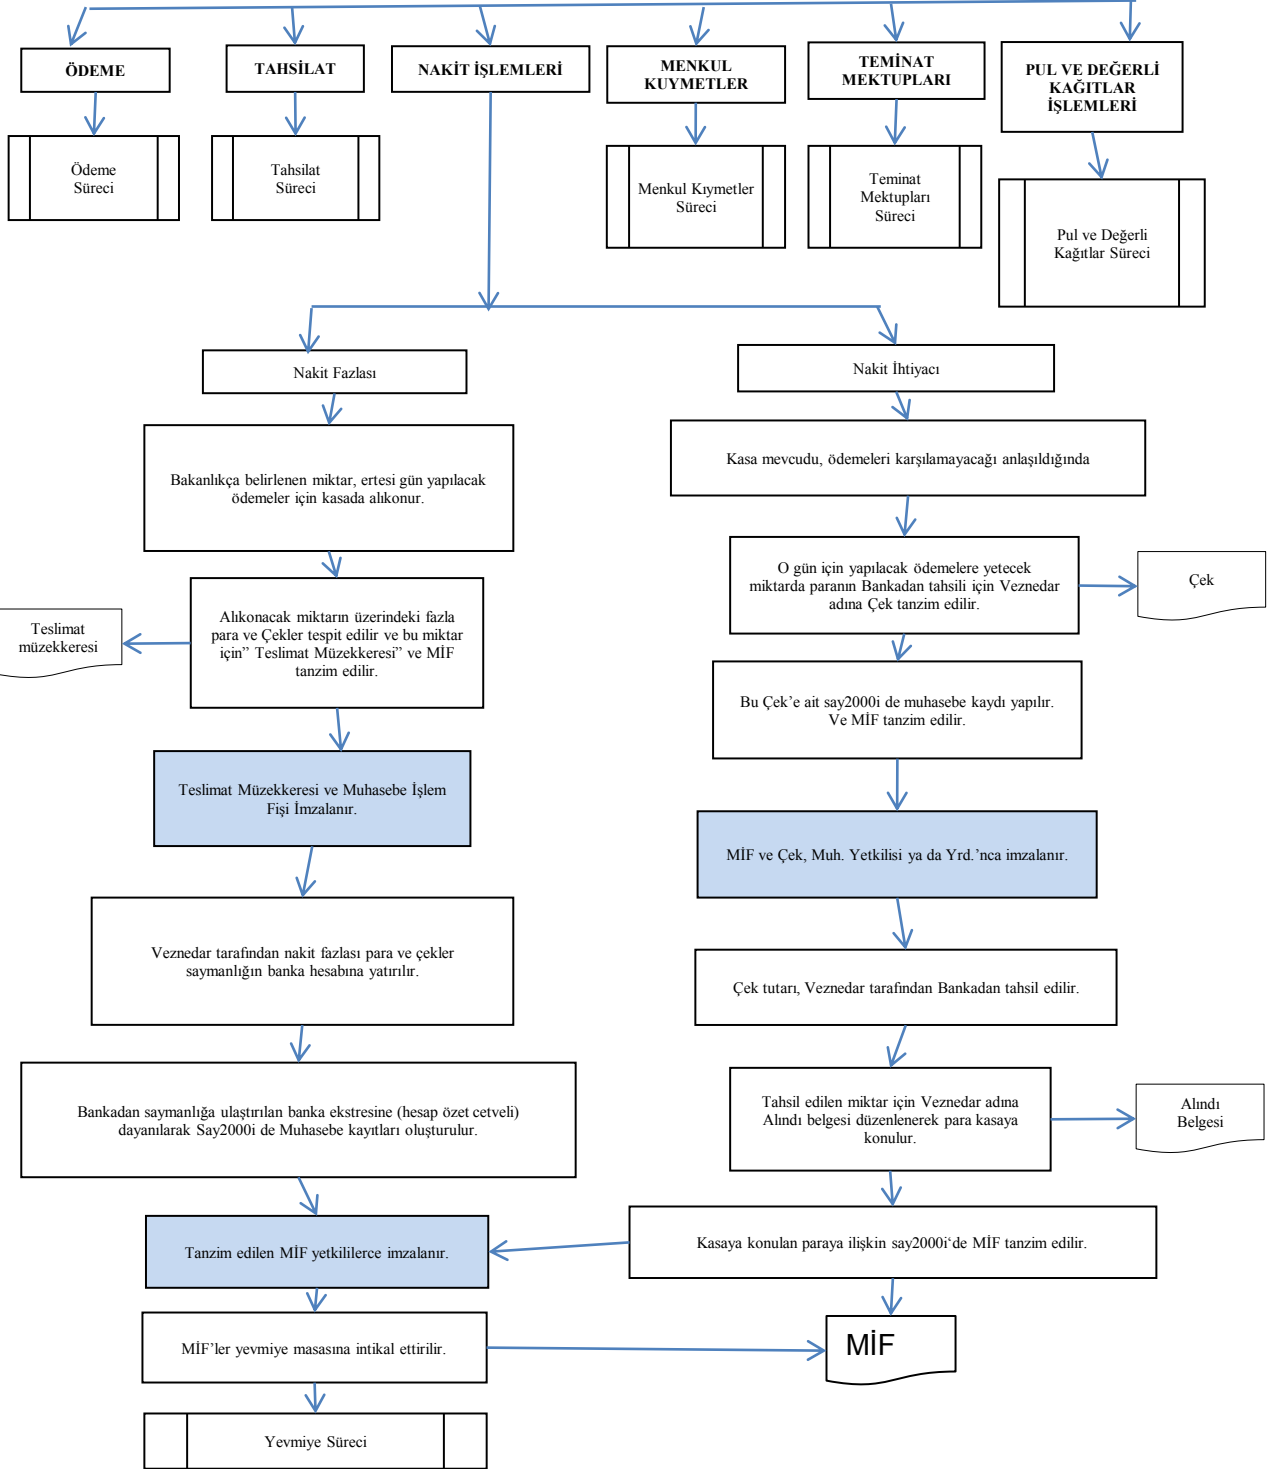 ÖDEME
TAHSİLAT
NAKİT İŞLEMLERİ
MENKUL
KUYMETLER
TEMİNAT
MEKTUPLARI
PUL VE DEĞERLİ
KAĞITLAR
İŞLEMLERİ
Ödeme
Süreci
Tahsilat
Süreci
Menkul Kıymetler
Süreci
Teminat
Mektupları
Süreci
Pul ve Değerli
Kağıtlar Süreci
Nakit Fazlası
Nakit İhtiyacı
Bakanlıkça belirlenen miktar, ertesi gün yapılacak
ödemeler için kasada alıkonur.
Kasa mevcudu, ödemeleri karşılamayacağı anlaşıldığında
O gün için yapılacak ödemelere yetecek
miktarda paranın Bankadan tahsili için Veznedar
adına Çek tanzim edilir.
Çek
Alıkonacak miktarın üzerindeki fazla
para ve Çekler tespit edilir ve bu miktar
için” Teslimat Müzekkeresi” ve MİF
tanzim edilir.
Teslimat
müzekkeresi
Bu Çek’e ait say2000i de muhasebe kaydı yapılır.
Ve MİF tanzim edilir.
Teslimat Müzekkeresi ve Muhasebe İşlem
Fişi İmzalanır.
MİF ve Çek, Muh. Yetkilisi ya da Yrd.’nca imzalanır.
Veznedar tarafından nakit fazlası para ve çekler
saymanlığın banka hesabına yatırılır.
Çek tutarı, Veznedar tarafından Bankadan tahsil edilir.
Bankadan saymanlığa ulaştırılan banka ekstresine (hesap özet cetveli)
dayanılarak Say2000i de Muhasebe kayıtları oluşturulur.
Tahsil edilen miktar için Veznedar adına
Alındı belgesi düzenlenerek para kasaya
konulur.
Alındı
Belgesi
Tanzim edilen MİF yetkililerce imzalanır.
Kasaya konulan paraya ilişkin say2000i‘de MİF tanzim edilir.
MİF’ler yevmiye masasına intikal ettirilir.
MİF
Yevmiye Süreci